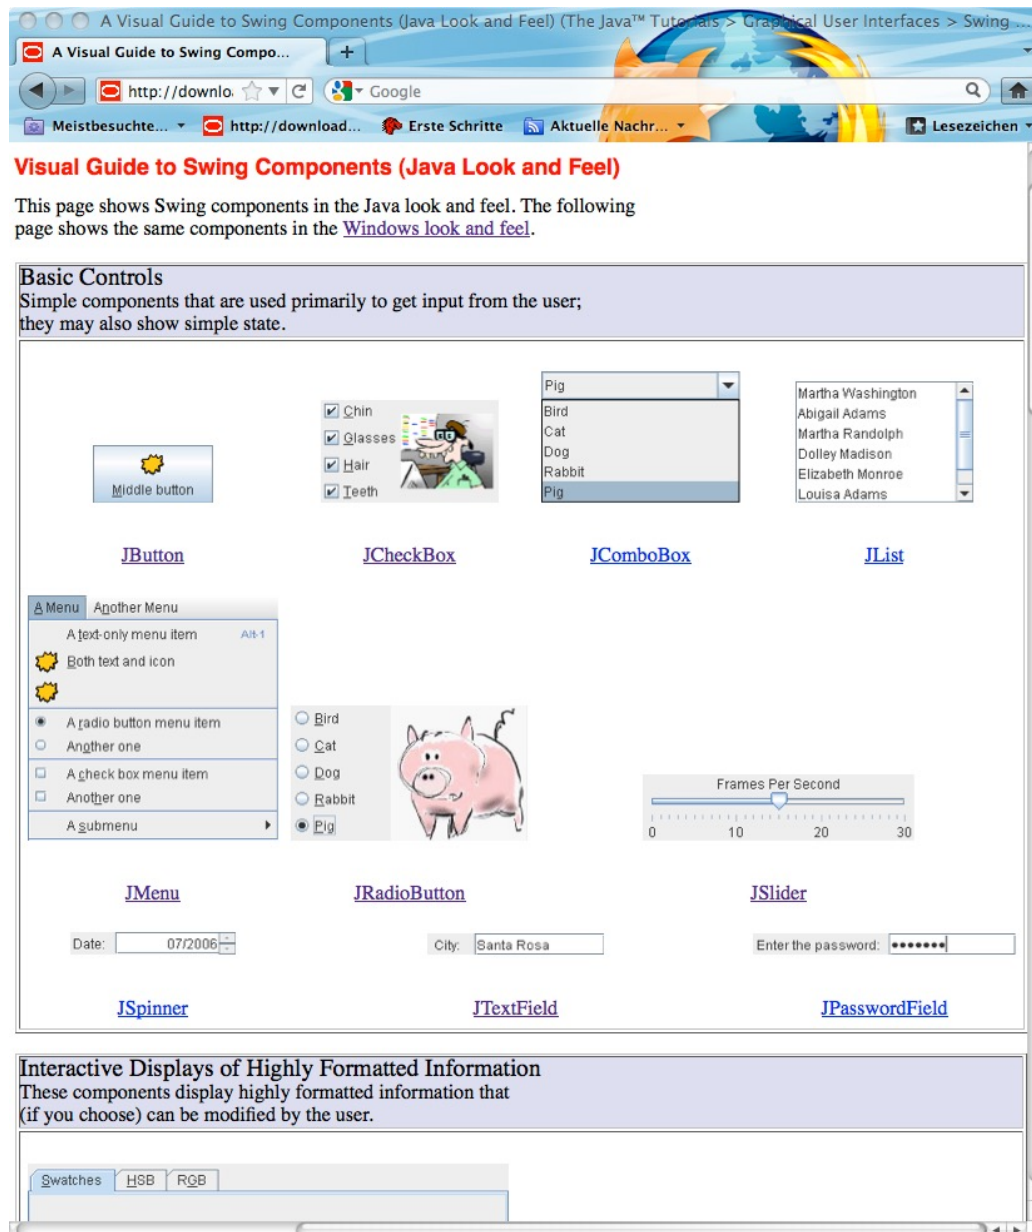 A Visual Guide to Swing Components (Java Look and Feel) (The Java™ Tutorials > Graphical User Interfaces > Swing ...
A Visual Guide to Swing Compo...
+
http://downlo
Google
Meistbesuchte...
http://download...
Erste Schritte
Aktuelle Nachr...
Lesezeichen
Visual Guide to Swing Components (Java Look and Feel)
This page shows Swing components in the Java look and feel. The following
page shows the same components in the Windows look and feel.
Basic Controls
Simple components that are used primarily to get input from the user;
they may also show simple state.
Middle button
Chin
Glasses
Hair
Teeth
Pig
Bird
Cat
Dog
Rabbit
Pig
Martha Washington
Abigail Adams
Martha Randolph
Dolley Madison
Elizabeth Monroe
Louisa Adams
JButton
JCheckBox
JComboBox
JList
A Menu
Another Menu
A text-only menu item Alt-1
Both text and icon
A radio button menu item
Another one
A check box menu item
Another one
A submenu
Bird
Cat
Dog
Rabbit
Pig
Frames Per Second
0 10 20 30
JMenu
JRadioButton
JSlider
Date: 07/2006
City: Santa Rosa
Enter the password: •••••••
JSpinner
JTextField
JPasswordField
Interactive Displays of Highly Formatted Information
These components display highly formatted information that
(if you choose) can be modified by the user.
Swatches
HSB
RGB